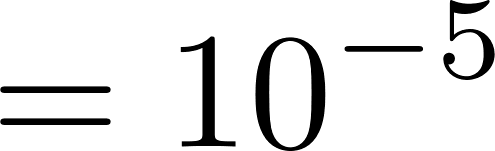 = 10⁻⁵